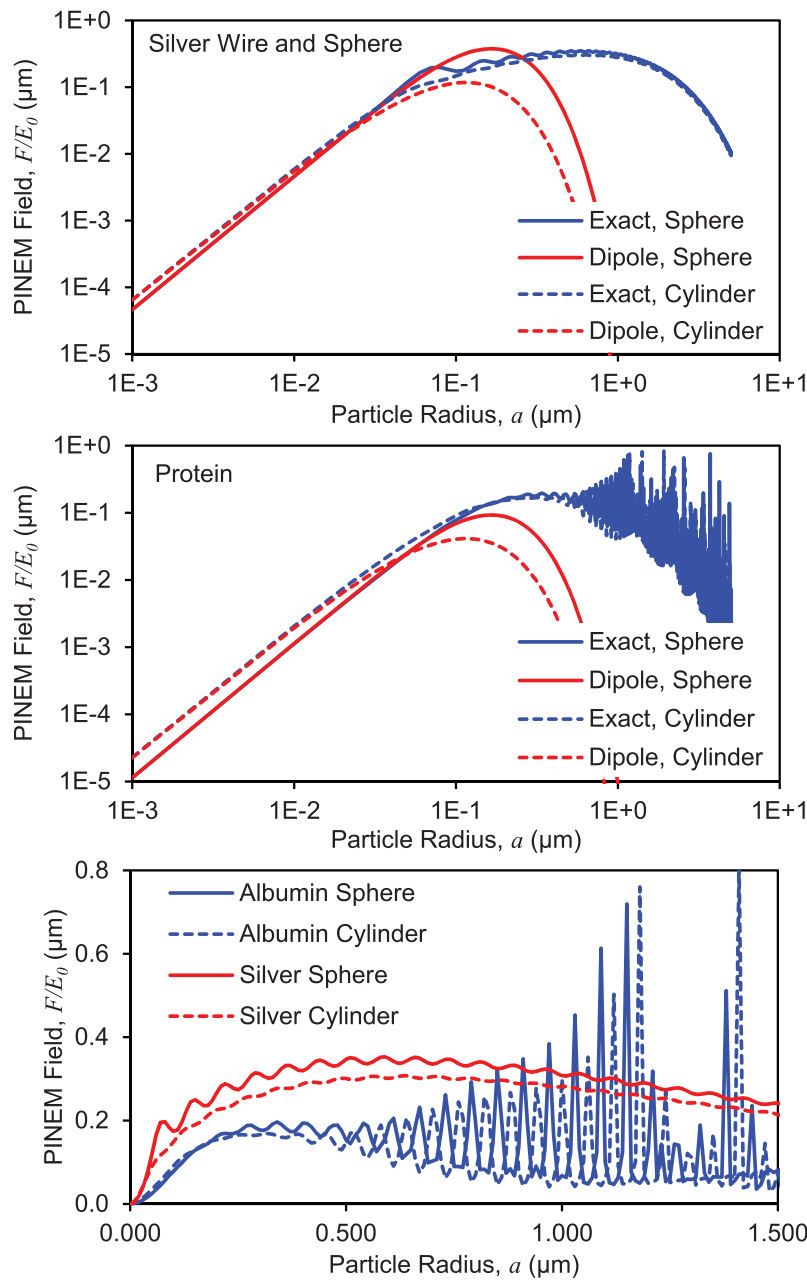 Silver Wire and Sphere
1E+0
1E-1
1E-2
1E-3
1E-4
1E-5
PINEM Field, F/E0 (µm)
Exact, Sphere
Dipole, Sphere
Exact, Cylinder
Dipole, Cylinder
1E-3 1E-2 1E-1 1E+0 1E+1
Particle Radius, a (µm)
Protein
1E+0
1E-1
1E-2
1E-3
1E-4
1E-5
PINEM Field, F/E0 (µm)
Exact, Sphere
Dipole, Sphere
Exact, Cylinder
Dipole, Cylinder
1E-3 1E-2 1E-1 1E+0 1E+1
Particle Radius, a (µm)
0.8
0.6
0.4
0.2
0.0
PINEM Field, F/E0 (µm)
Albumin Sphere
Albumin Cylinder
Silver Sphere
Silver Cylinder
0.000 0.500 1.000 1.500
Particle Radius, a (µm)